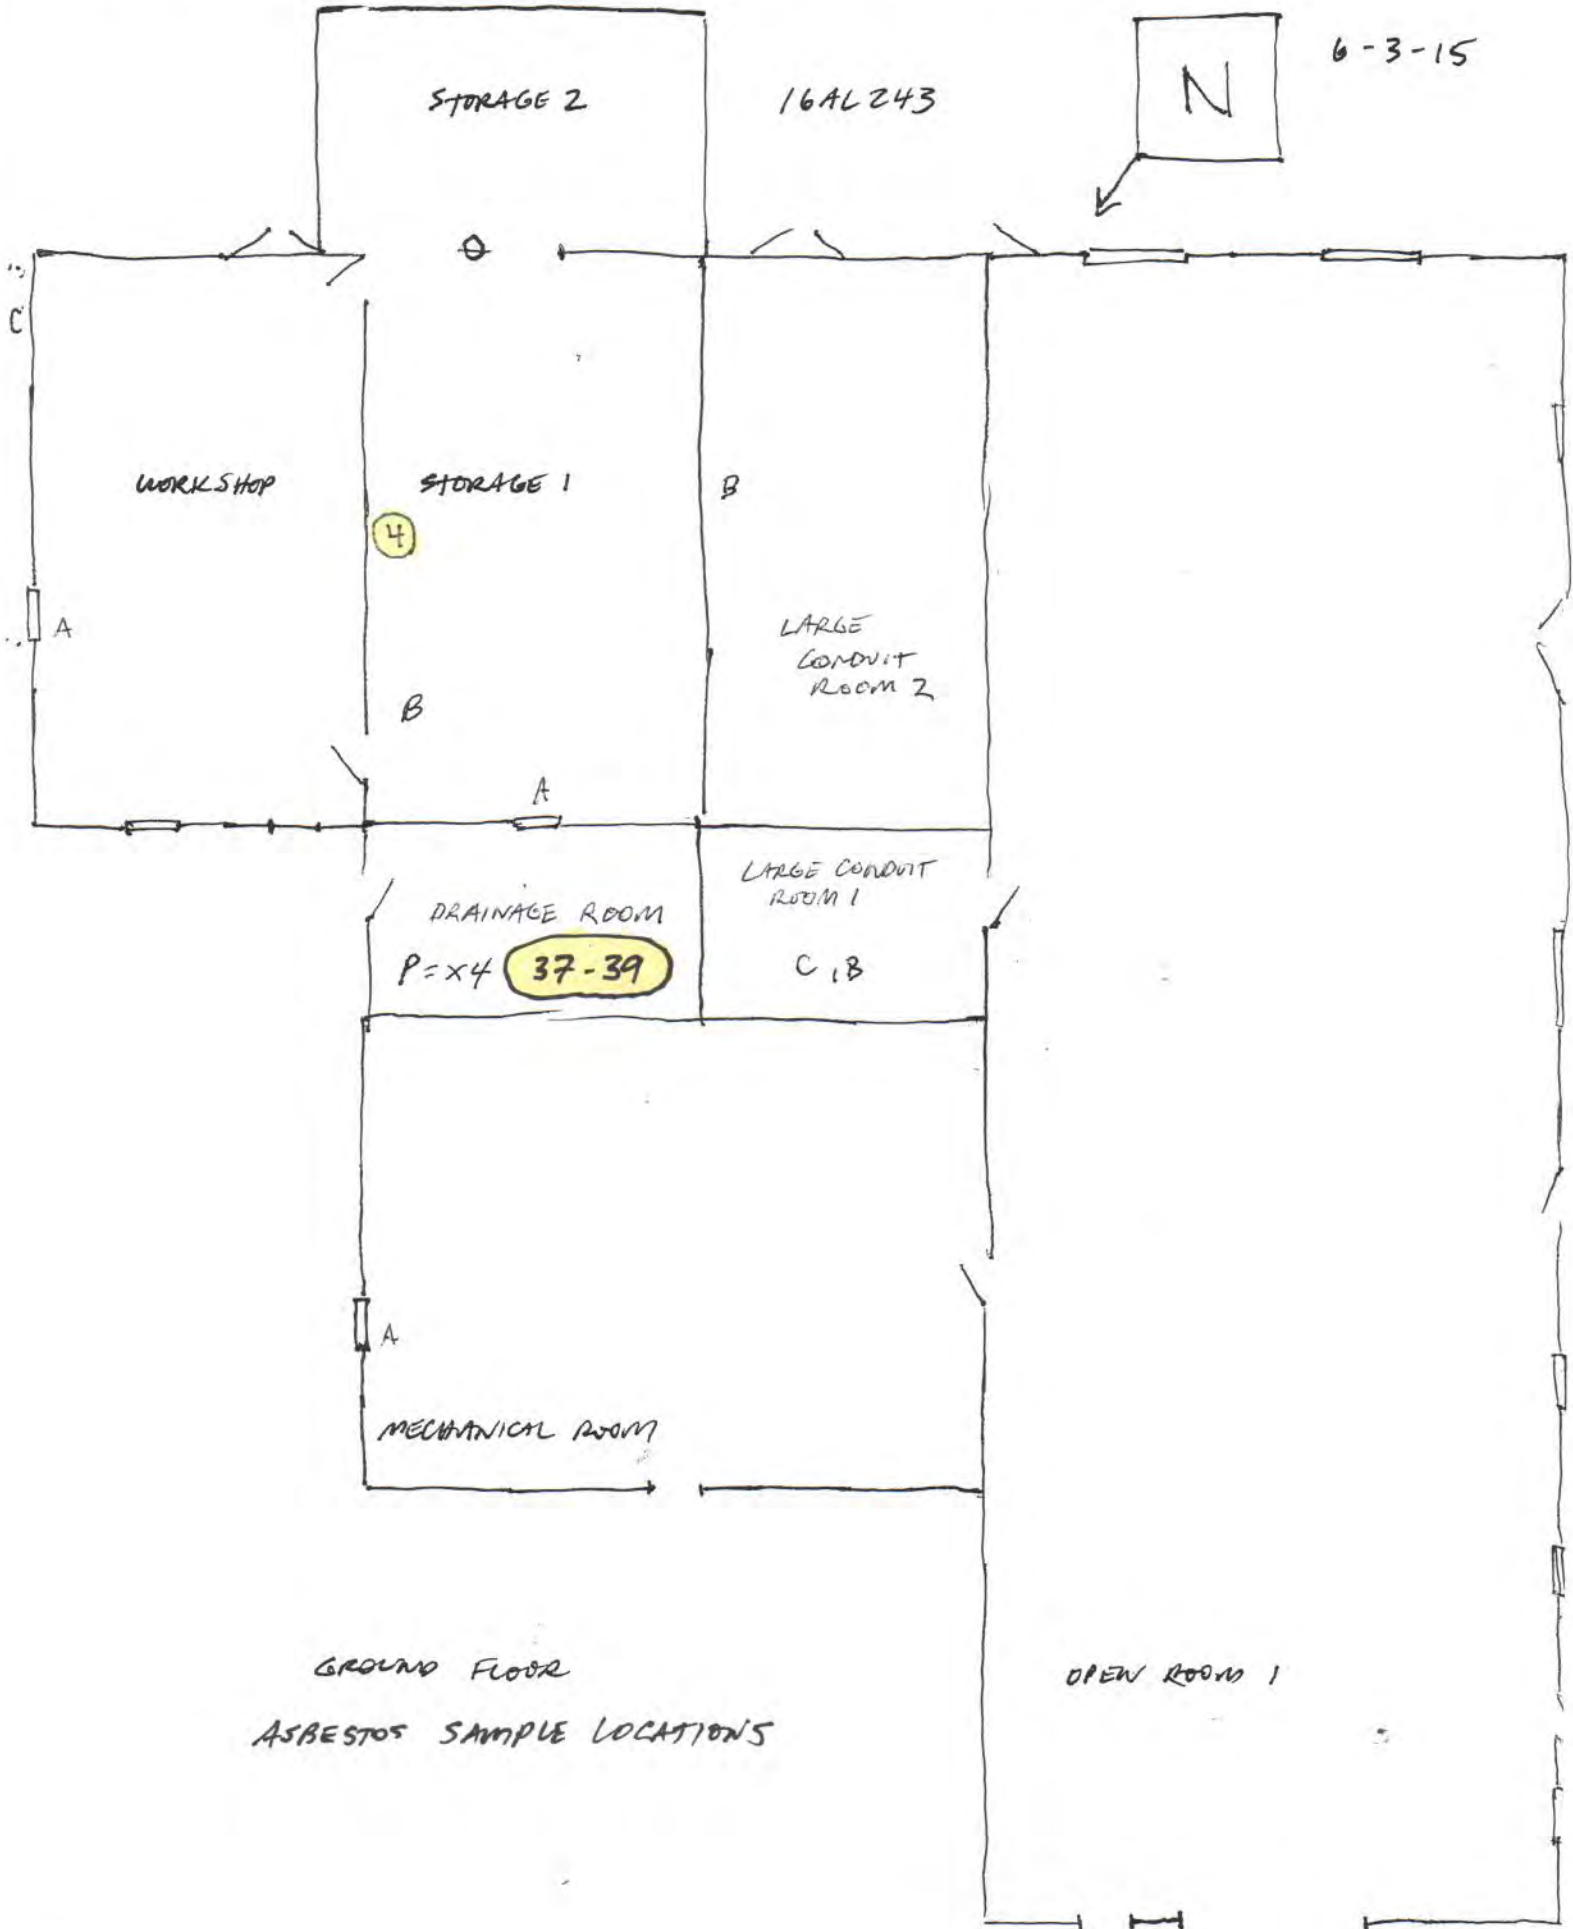 6-3-15
N
STORAGE 2
16AL243
C
WORKSHOP
STORAGE 1
B
4
A
LARGE
CONDUIT
ROOM 2
B
A
LARGE CONDUIT
ROOM 1
DRAINAGE ROOM
P=x4
37-39
C,B
A
MECHANICAL ROOM
GROUND FLOOR
ASBESTOS SAMPLE LOCATIONS
OPEN ROOM 1